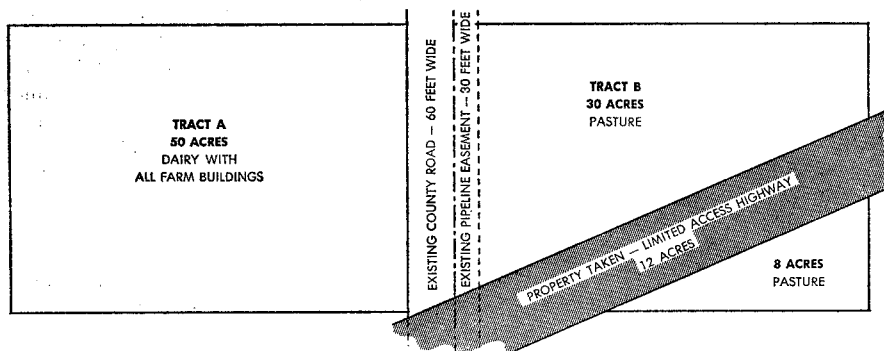 TRACT A
50 ACRES
DAIRY WITH
ALL FARM BUILDINGS
EXISTING COUNTY ROAD – 60 FEET WIDE
EXISTING PIPELINE EASEMENT – 30 FEET WIDE
TRACT B
30 ACRES
PASTURE
PROPERTY TAKEN – LIMITED ACCESS HIGHWAY
12 ACRES
8 ACRES
PASTURE